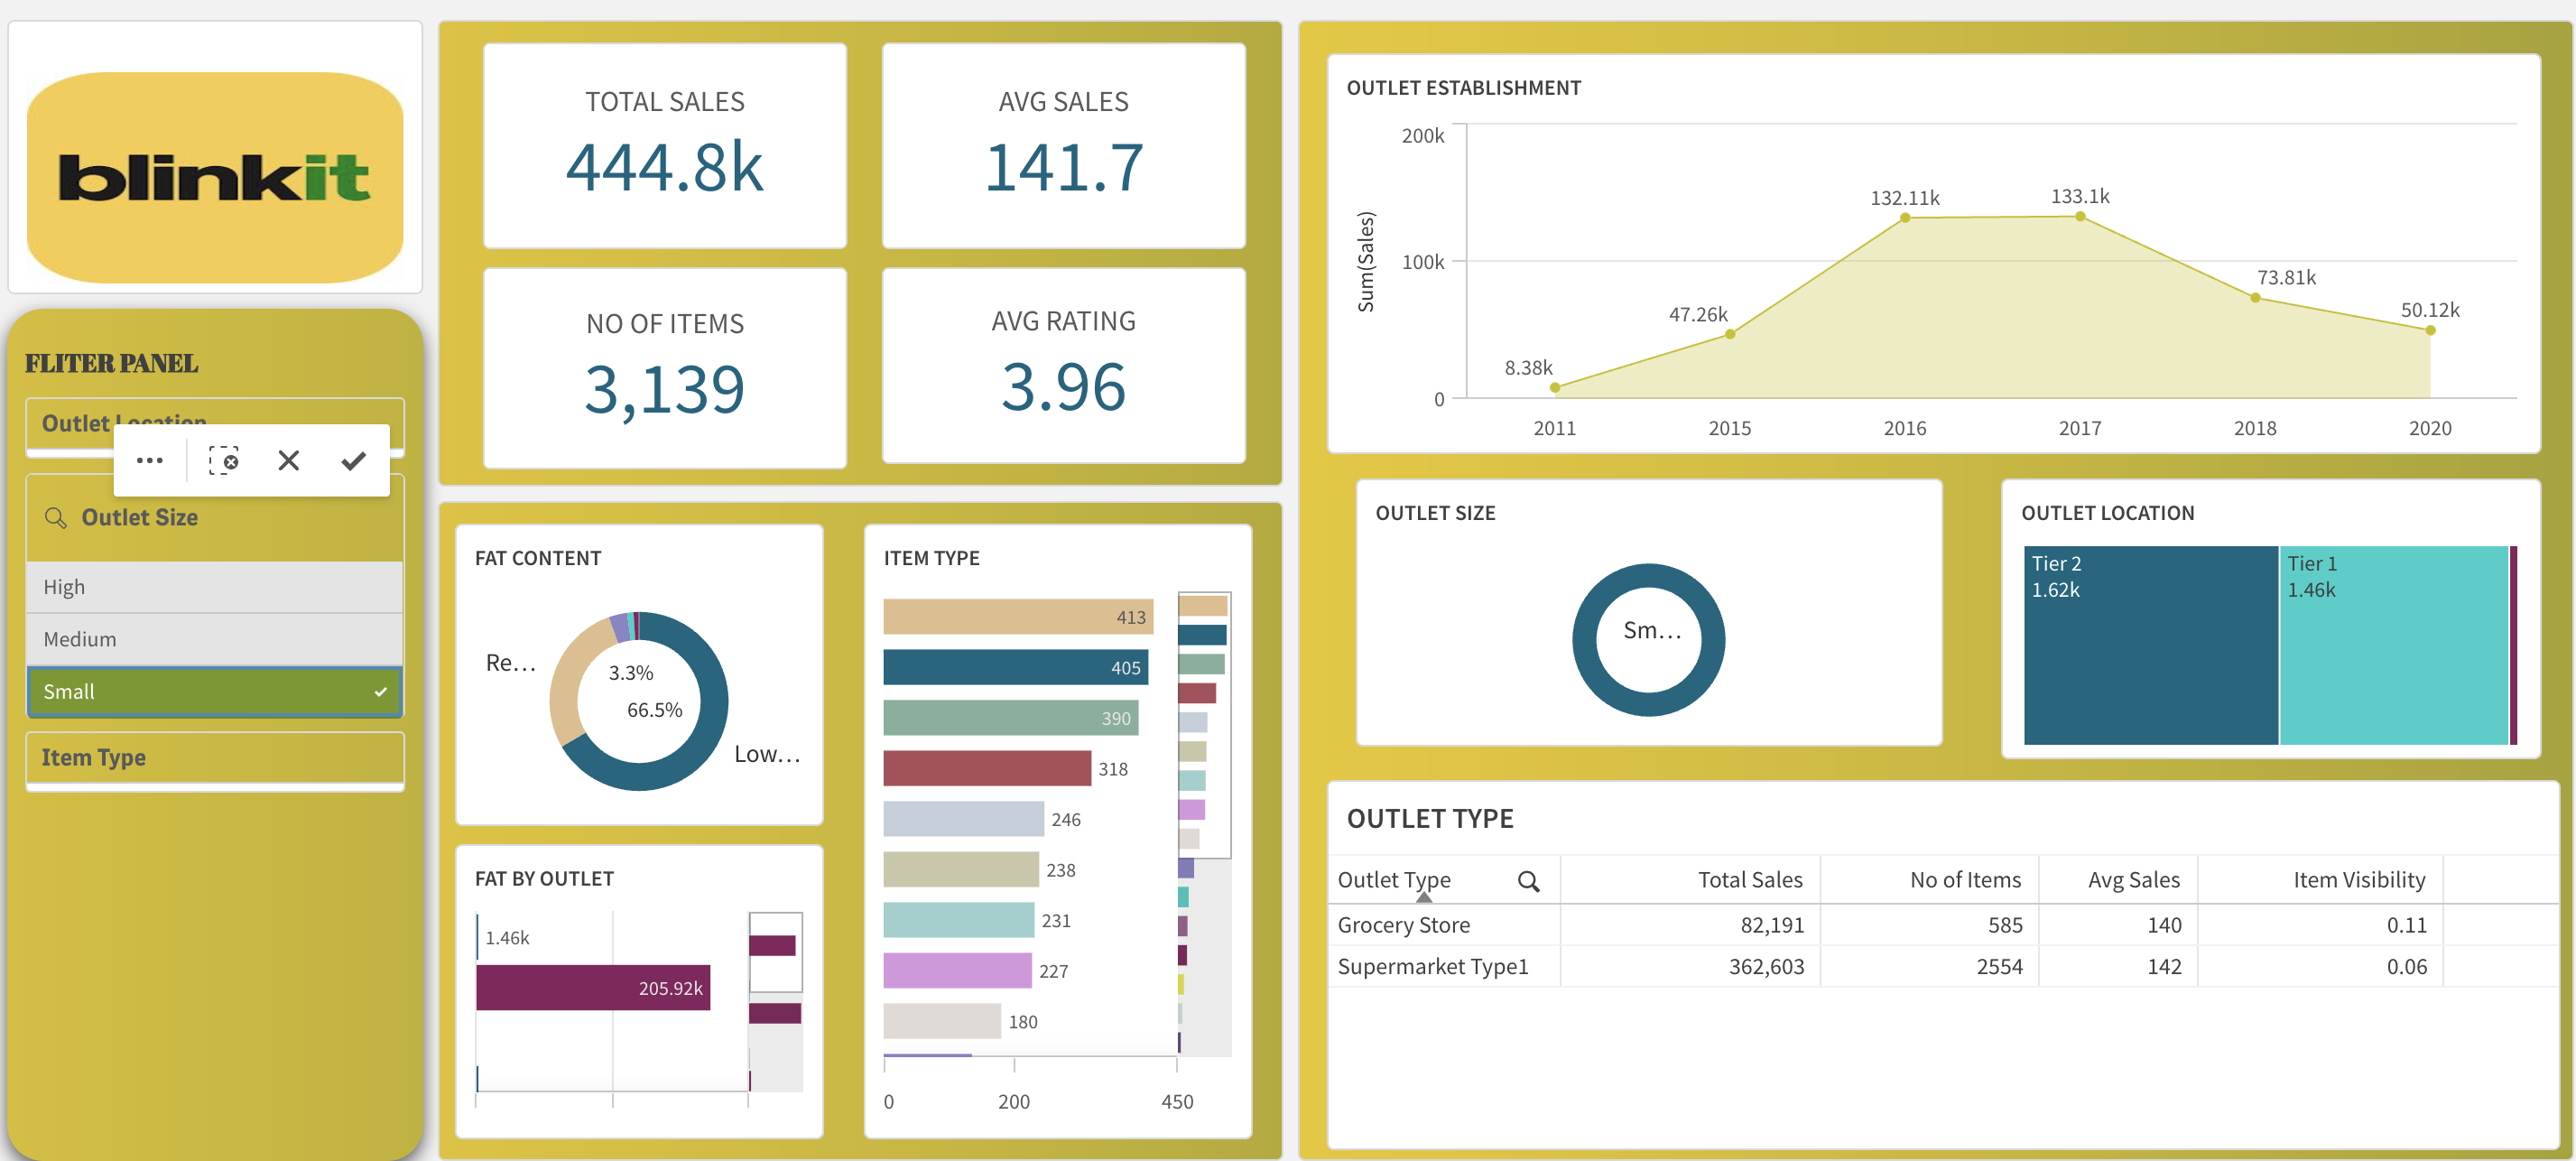 blinkit
FLITER PANEL
Outlet Location
Outlet Size
High
Medium
Small
Item Type
TOTAL SALES
444.8k
AVG SALES
141.7
NO OF ITEMS
3,139
AVG RATING
3.96
FAT CONTENT
Re...
3.3%
66.5%
Low...
FAT BY OUTLET
1.46k
205.92k
ITEM TYPE
413
405
390
318
246
238
231
227
180
0 200 450
OUTLET ESTABLISHMENT
Sum(Sales)
200k
100k
0
8.38k
47.26k
132.11k
133.1k
73.81k
50.12k
2011 2015 2016 2017 2018 2020
OUTLET SIZE
Sm...
OUTLET LOCATION
Tier 2
1.62k
Tier 1
1.46k
OUTLET TYPE
Outlet Type Total Sales No of Items Avg Sales Item Visibility
Grocery Store 82,191 585 140 0.11
Supermarket Type1 362,603 2554 142 0.06